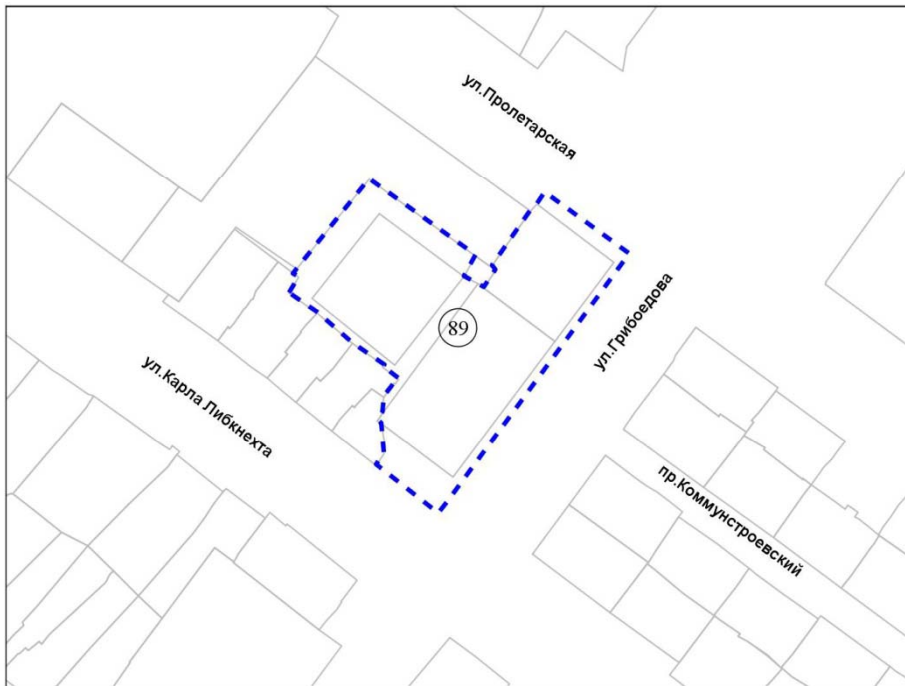 ул.Пролетарская
89
ул.Грибоедова
ул.Карла Либкнехта
пр.Коммунстроевский